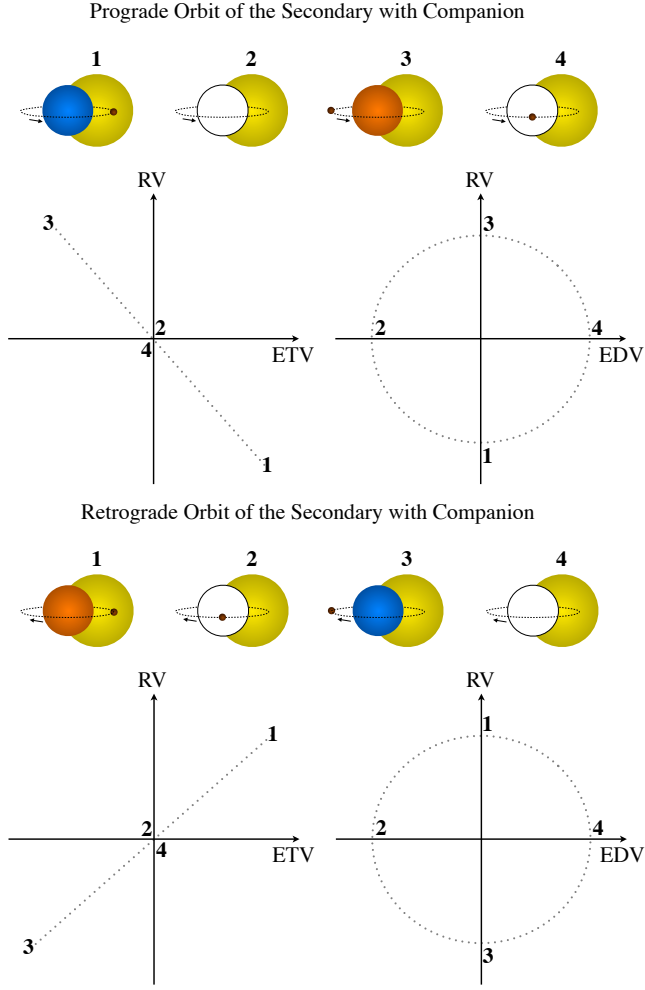 Prograde Orbit of the Secondary with Companion
1 2 3 4
RV RV
3 3
2 2 4
4
ETV EDV
1 1
Retrograde Orbit of the Secondary with Companion
1 2 3 4
RV RV
1 1
2 2 4
4 ETV EDV
3 3